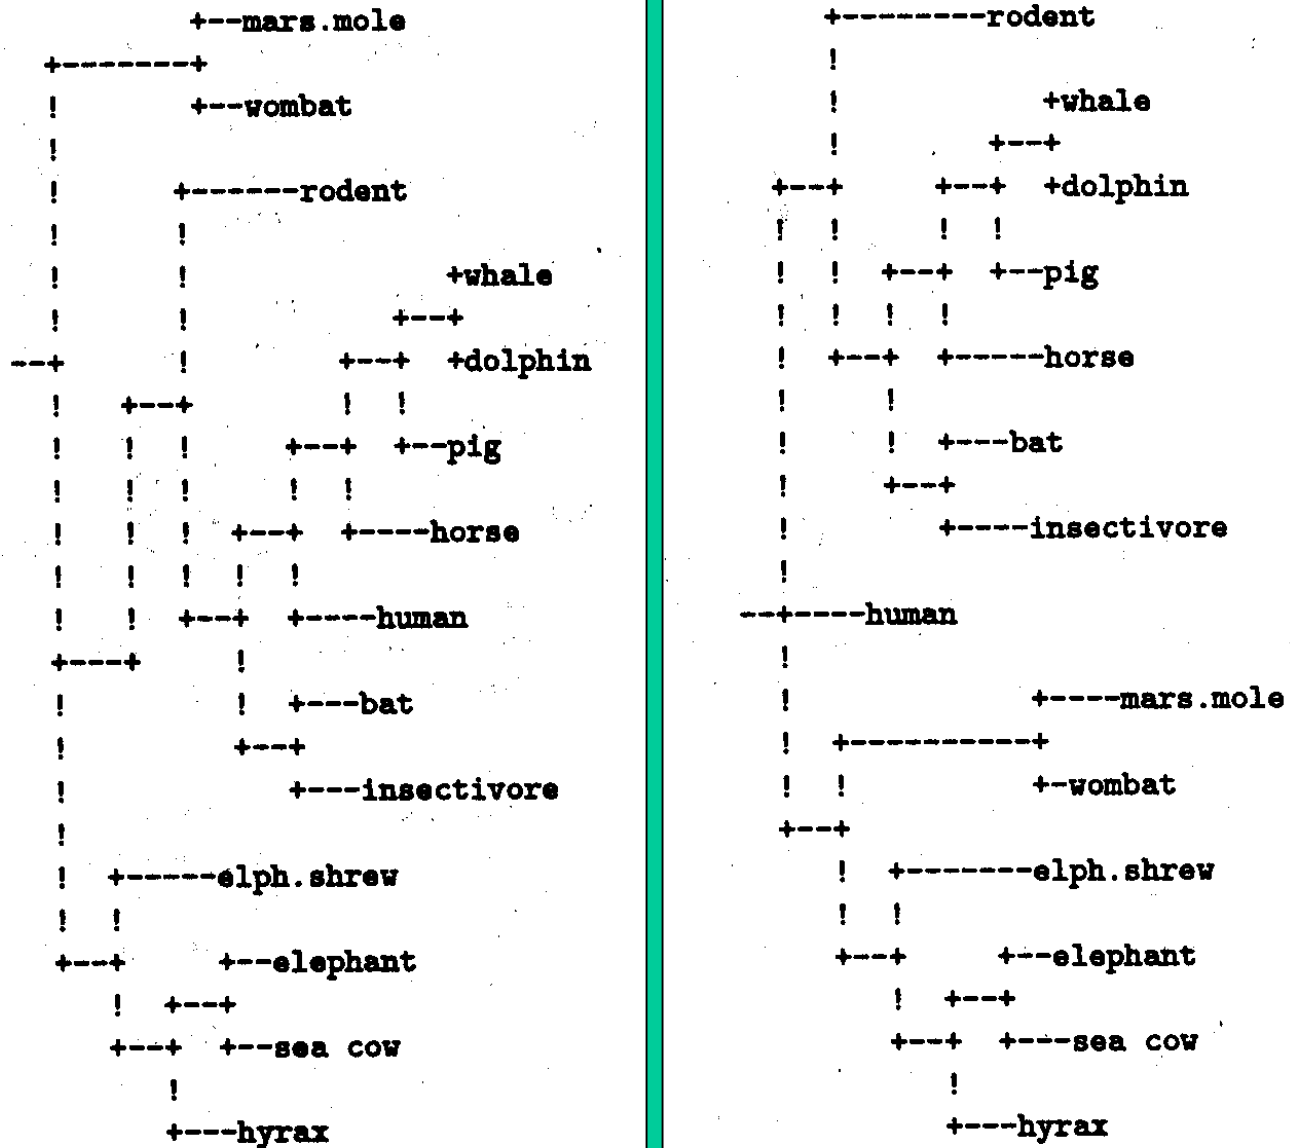 mars.mole
wombat
rodent
whale
dolphin
pig
horse
human
bat
insectivore
elph.shrew
elephant
sea cow
hyrax
rodent
whale
dolphin
pig
horse
bat
insectivore
human
mars.mole
wombat
elph.shrew
elephant
sea cow
hyrax